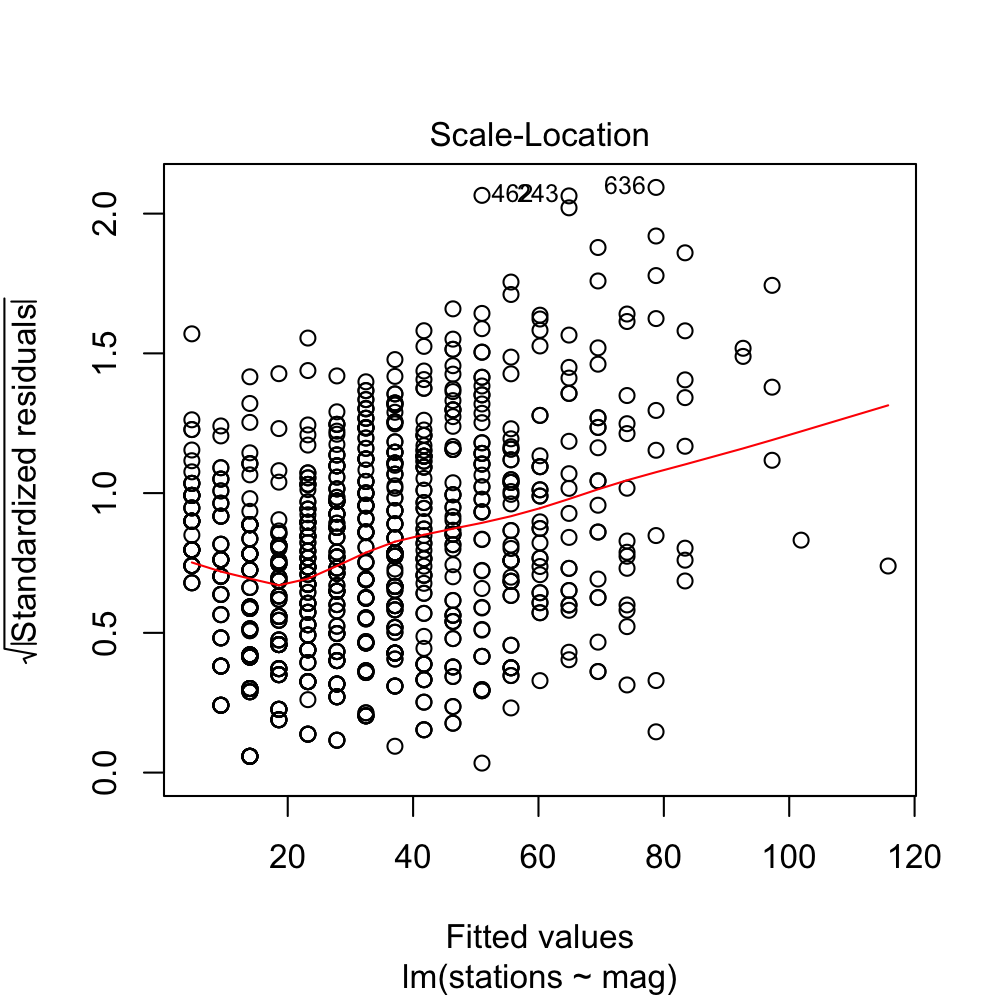 Scale-Location
√|Standardized residuals|
0.0 0.5 1.0 1.5 2.0
462
243
636
20 40 60 80 100 120
Fitted values
lm(stations ~ mag)